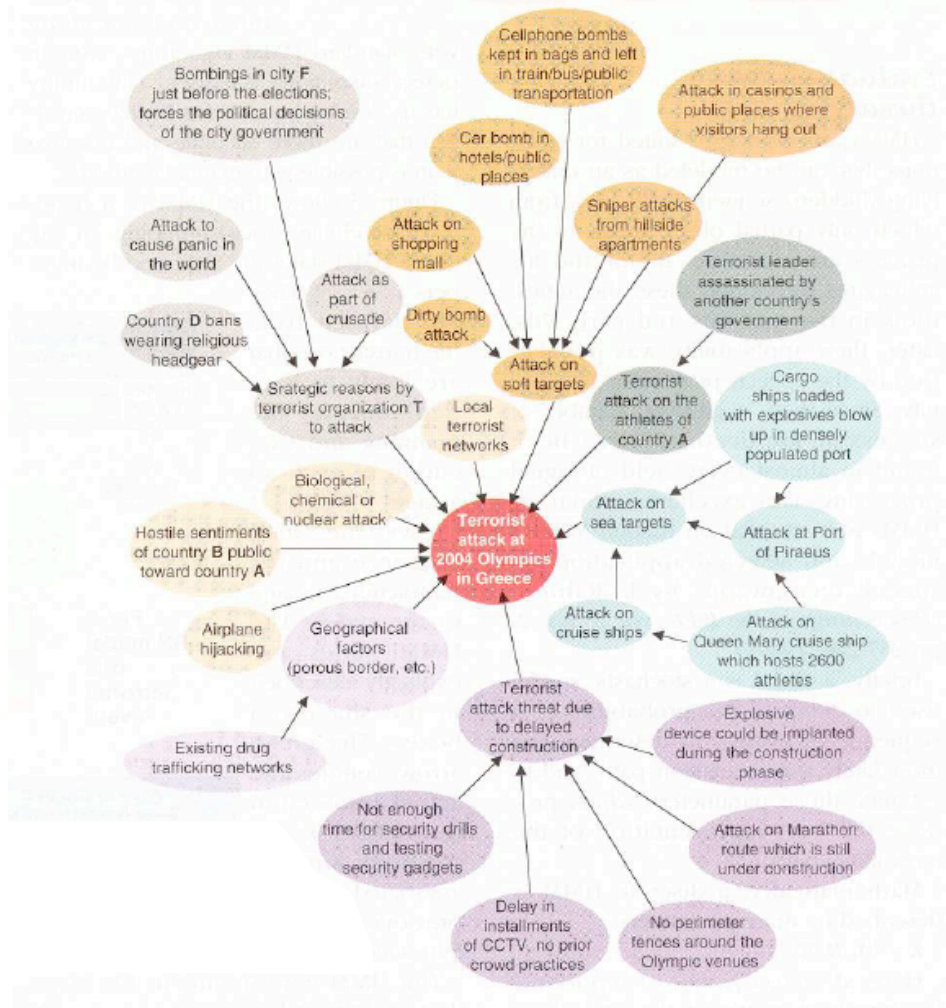 Cellphone bombs
kept in bags and left
in train/bus/public
transportation
Bombings in city F
just before the elections;
forces the political decisions
of the city government
Attack in casinos and
public places where
visitors hang out
Car bomb in
hotels/public
places
Sniper attacks
from hillside
apartments
Attack to
cause panic in
the world
Attack on
shopping
mall
Terrorist leader
assassinated by
another country's
government
Attack as
part of
crusade
Dirty bomb
attack
Country D bans
wearing religious
headgear
Attack on
soft targets
Srategic reasons by
terrorist organization T
to attack
Local
terrorist
networks
Terrorist
attack on the
athletes of
country A
Cargo
ships loaded
with explosives blow
up in densely
populated port
Biological,
chemical or
nuclear attack
Attack on
sea targets
Hostile sentiments
of country B public
toward country A
Terrorist
attack at
2004 Olympics
in Greece
Attack at Port
of Piraeus
Airplane
hijacking
Geographical
factors
(porous border, etc.)
Attack on
cruise ships
Attack on
Queen Mary cruise ship
which hosts 2600
athletes
Terrorist
attack threat due
to delayed
construction
Explosive
device could be implanted
during the construction
phase
Existing drug
trafficking networks
Not enough
time for security drills
and testing
security gadgets
Attack on Marathon
route which is still
under construction
Delay in
installments
of CCTV, no prior
crowd practices
No perimeter
fences around the
Olympic venues